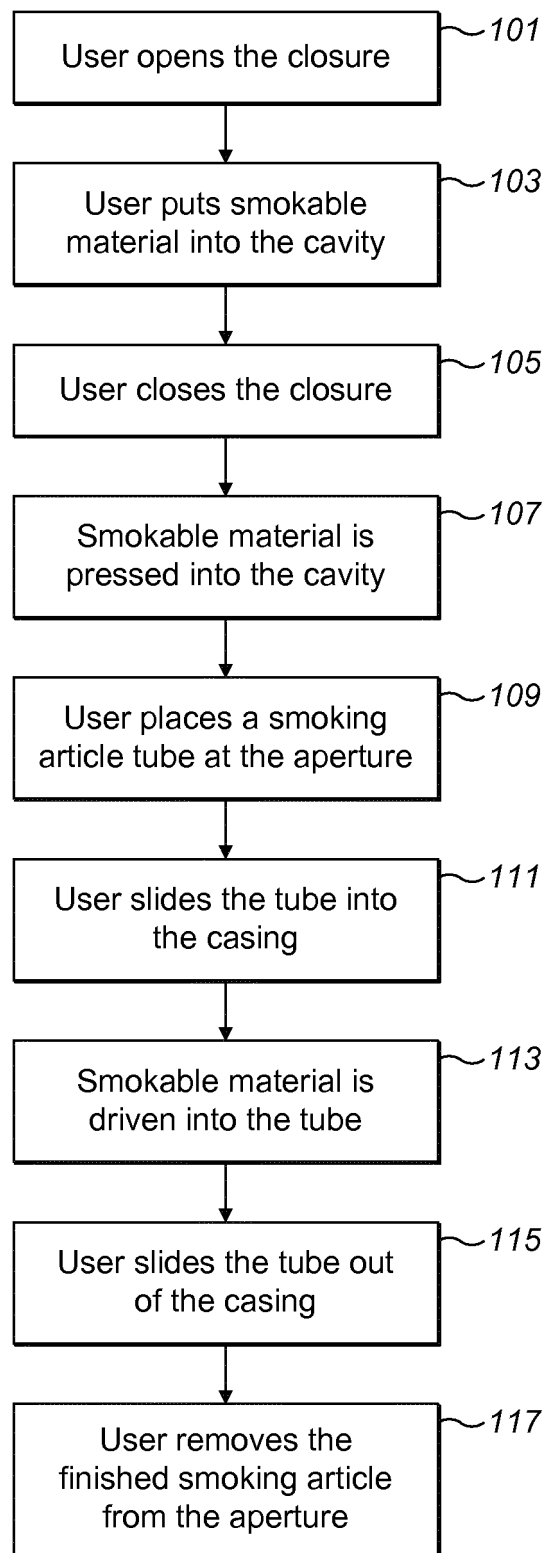 User opens the closure
101
User puts smokable
material into the cavity
103
User closes the closure
105
Smokable material is
pressed into the cavity
107
User places a smoking
article tube at the aperture
109
User slides the tube into
the casing
111
Smokable material is
driven into the tube
113
User slides the tube out
of the casing
115
User removes the
finished smoking article
from the aperture
117